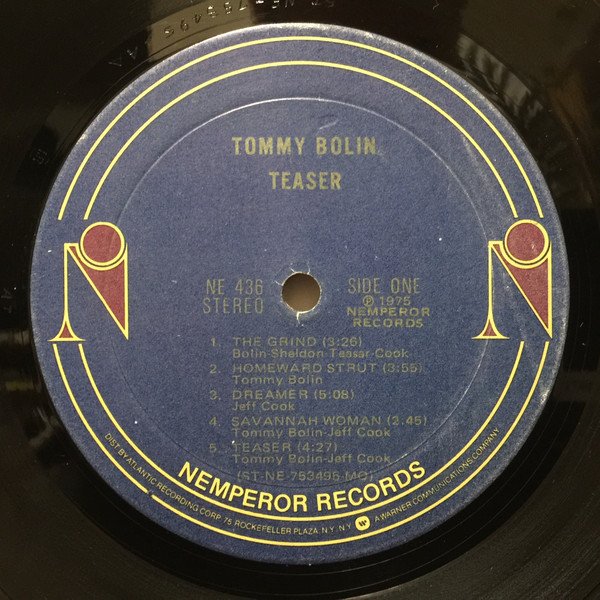 TOMMY BOLIN
TEASER
NE 436
STEREO
SIDE ONE
℗ 1975
NEMPEROR
RECORDS
1. THE GRIND (3:26)
Bolin-Sheldon-Teasar-Cook
2. HOMEWARD STRUT (3:55)
Tommy Bolin
3. DREAMER (5:08)
Jeff Cook
4. SAVANNAH WOMAN (2:45)
Tommy Bolin-Jeff Cook
5. TEASER (4:27)
Tommy Bolin-Jeff Cook
(ST-NE-753495-MO)
NEMPEROR RECORDS
DIST BY ATLANTIC RECORDING CORP. 75 ROCKEFELLER PLAZA, N.Y. N.Y. A WARNER COMMUNICATIONS COMPANY